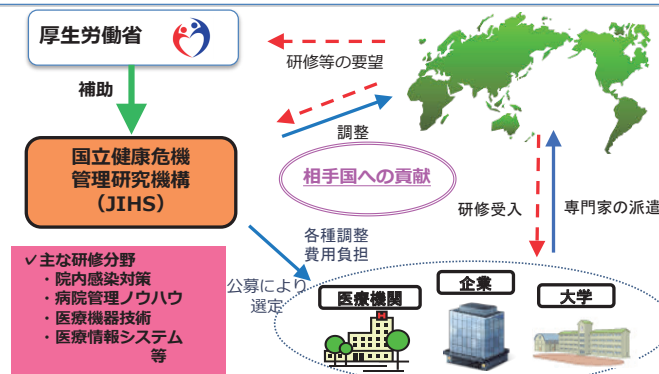 厚生労働省
研修等の要望
補助
調整
国立健康危機
管理研究機構
（JIHS）
相手国への貢献
研修受入
専門家の派遣
各種調整
費用負担
公募により
選定
✓主な研修分野
・院内感染対策
・病院管理ノウハウ
・医療機器技術
・医療情報システム
等
医療機関
企業
大学
H